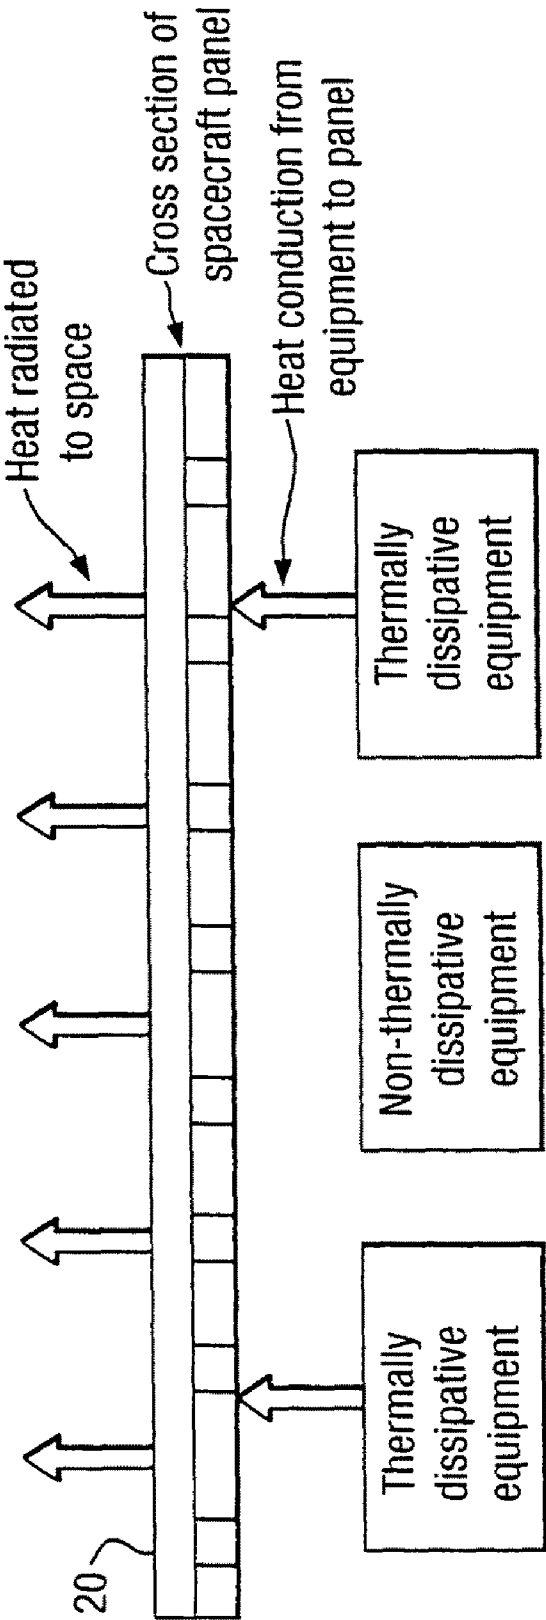 Heat radiated
to space
Cross section of
spacecraft panel
Heat conduction from
equipment to panel
20
Thermally
dissipative
equipment
Non-thermally
dissipative
equipment
Thermally
dissipative
equipment